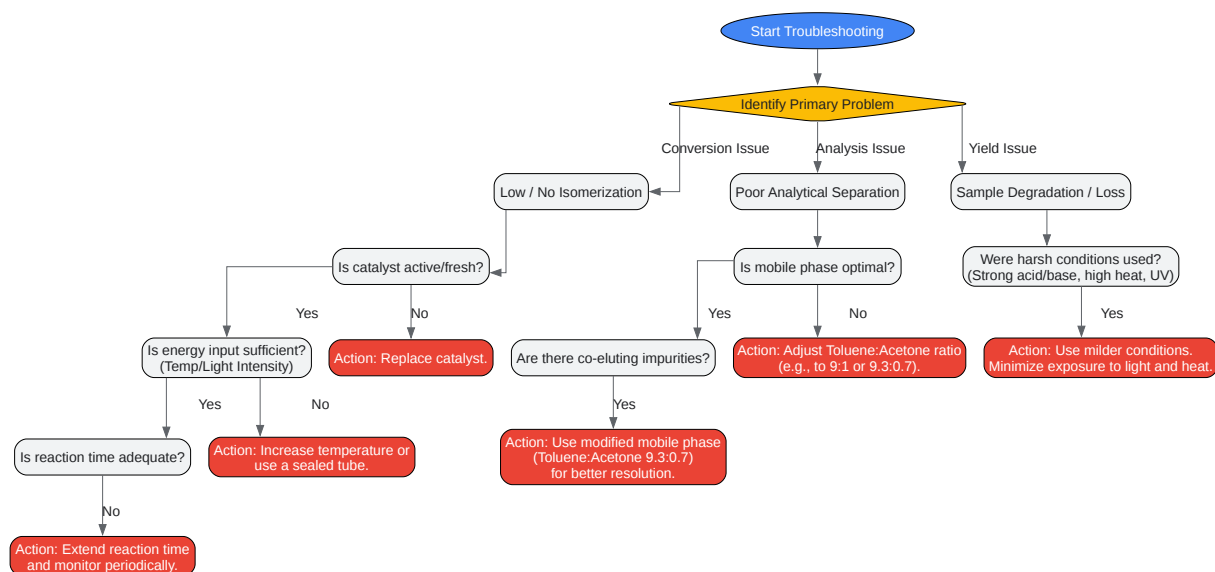 Start Troubleshooting
Identify Primary Problem
Conversion Issue
Analysis Issue
Yield Issue
Low / No Isomerization
Poor Analytical Separation
Sample Degradation / Loss
Is catalyst active/fresh?
Is mobile phase optimal?
Were harsh conditions used?
(Strong acid/base, high heat, UV)
Yes
No
Yes
No
Yes
Is energy input sufficient?
(Temp/Light Intensity)
Action: Replace catalyst.
Are there co-eluting impurities?
Action: Adjust Toluene:Acetone ratio
(e.g., to 9:1 or 9.3:0.7).
Action: Use milder conditions.
Minimize exposure to light and heat.
Yes
No
Yes
Is reaction time adequate?
Action: Increase temperature or
use a sealed tube.
Action: Use modified mobile phase
(Toluene:Acetone 9.3:0.7)
for better resolution.
No
Action: Extend reaction time
and monitor periodically.